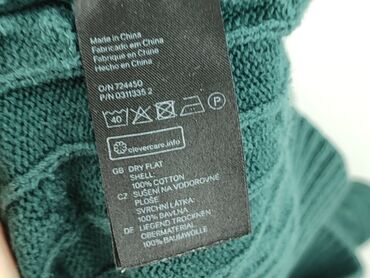 Made in China
Fabricado em China
Fabriqué en China
Hecho en China
O/N 724450
P/N 0311335 2
40
P
clevercare.info
GB DRY FLAT
SHELL:
100% COTTON
CZ SUŠENÍ NA VODOROVNÉ
PLOŠE
SVRCHNÍ LÁTKA:
100% BAVLNA
DE LIEGEND TROCKNEN
OBERMATERIAL:
100% BAUMWOLLE